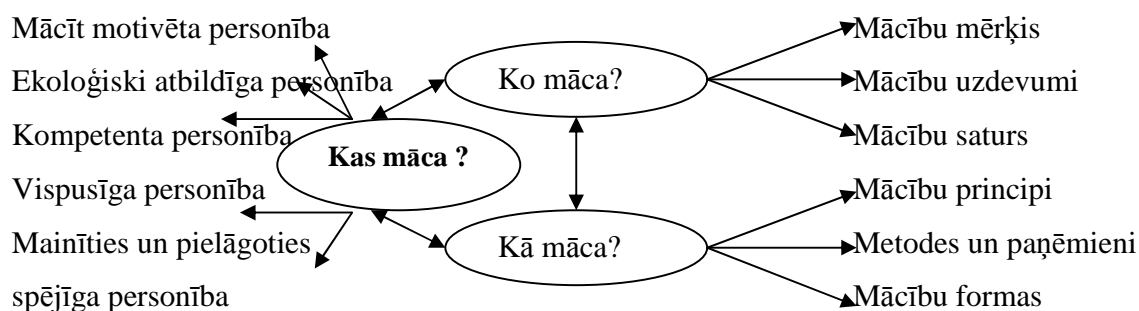 Mācīt motivēta personība
Ekoloģiski atbildīga personība
Kompetenta personība
Vispusīga personība
Mainīties un pielāgoties
spējīga personība
Kas māca ?
Ko māca?
Kā māca?
Mācību mērķis
Mācību uzdevumi
Mācību saturs
Mācību principi
Metodes un paņēmieni
Mācību formas